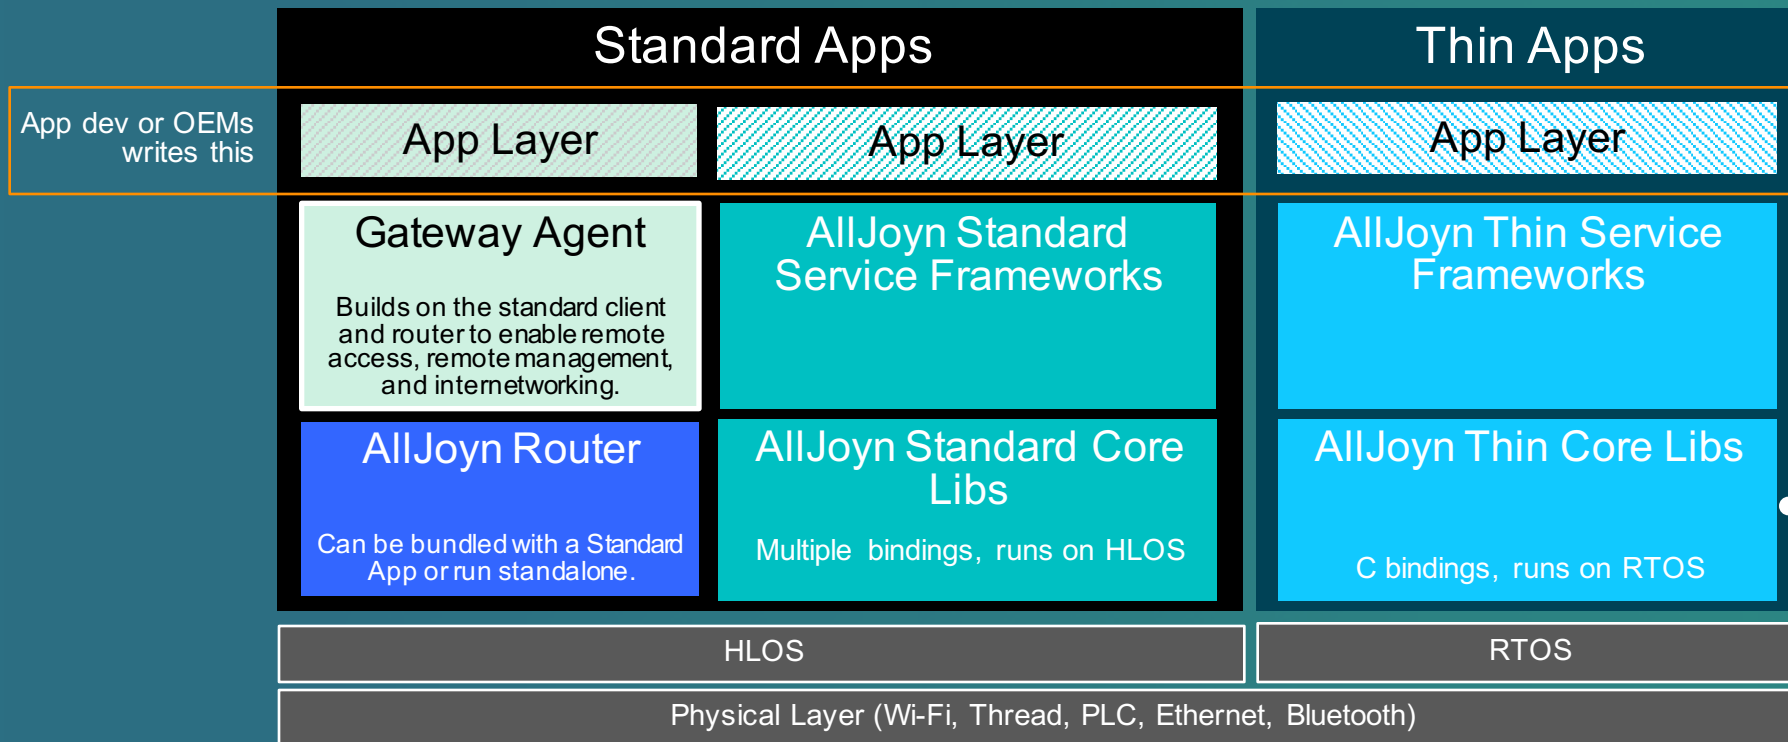 Standard Apps
Thin Apps
App dev or OEMs
writes this
App Layer
App Layer
App Layer
Gateway Agent
Builds on the standard client
and router to enable remote
access, remote management,
and internetworking.
AllJoyn Standard
Service Frameworks
AllJoyn Thin Service
Frameworks
AllJoyn Router
Can be bundled with a Standard
App or run standalone.
AllJoyn Standard Core
Libs
Multiple bindings, runs on HLOS
AllJoyn Thin Core Libs
C bindings, runs on RTOS
HLOS
RTOS
Physical Layer (Wi-Fi, Thread, PLC, Ethernet, Bluetooth)